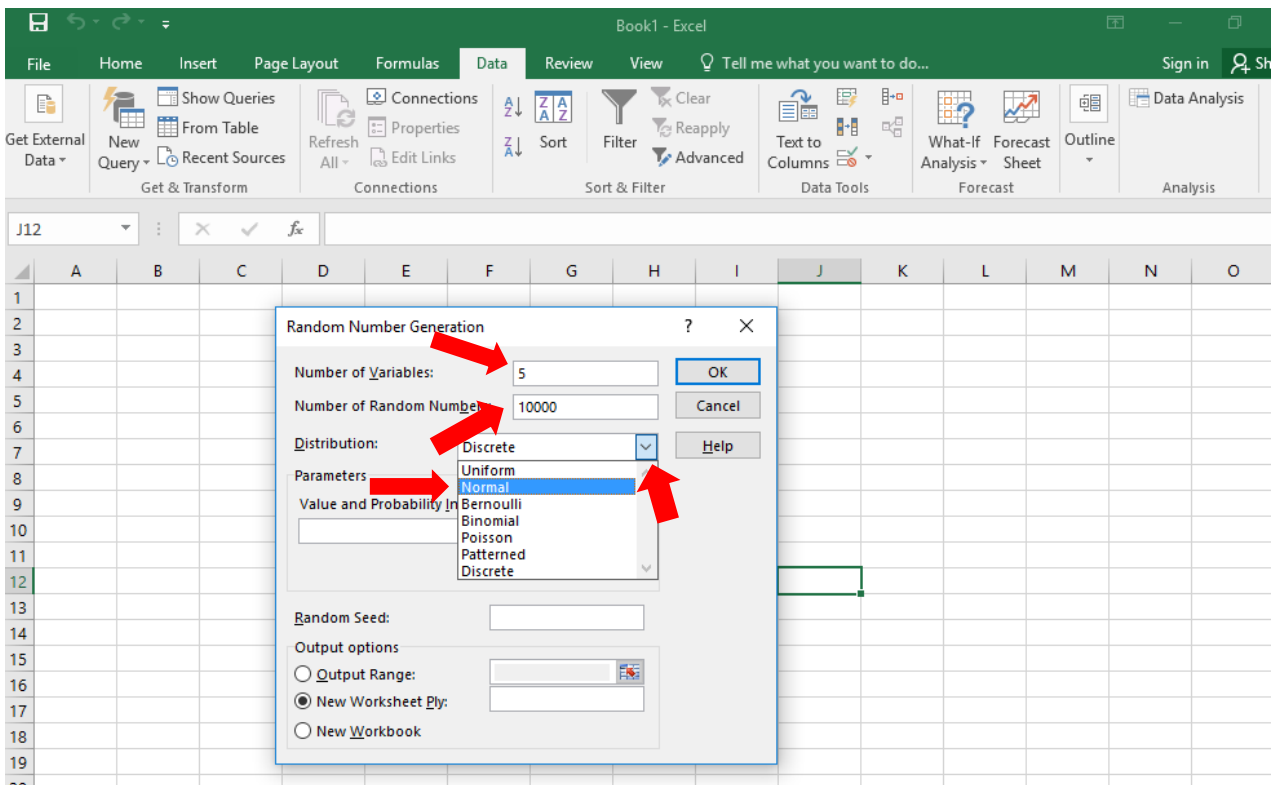 Book1 - Excel
File Home Insert Page Layout Formulas Data Review View Tell me what you want to do... Sign in Sh
Get External Data
New Query
Show Queries
From Table
Recent Sources
Get & Transform
Refresh All
Connections
Properties
Edit Links
Connections
Sort
Filter
Clear
Reapply
Advanced
Sort & Filter
Text to Columns
Data Tools
What-If Analysis
Forecast Sheet
Forecast
Outline
Data Analysis
Analysis
J12 fx
A B C D E F G H I J K L M N O
1
2
3
4
5
6
7
8
9
10
11
12
13
14
15
16
17
18
19
Random Number Generation ? X
Number of Variables: 5 OK
Number of Random Number 10000 Cancel
Distribution: Discrete Help
Parameters
Value and Probability In
Uniform
Normal
Bernoulli
Binomial
Poisson
Patterned
Discrete
Random Seed:
Output options
Output Range:
New Worksheet Ply:
New Workbook